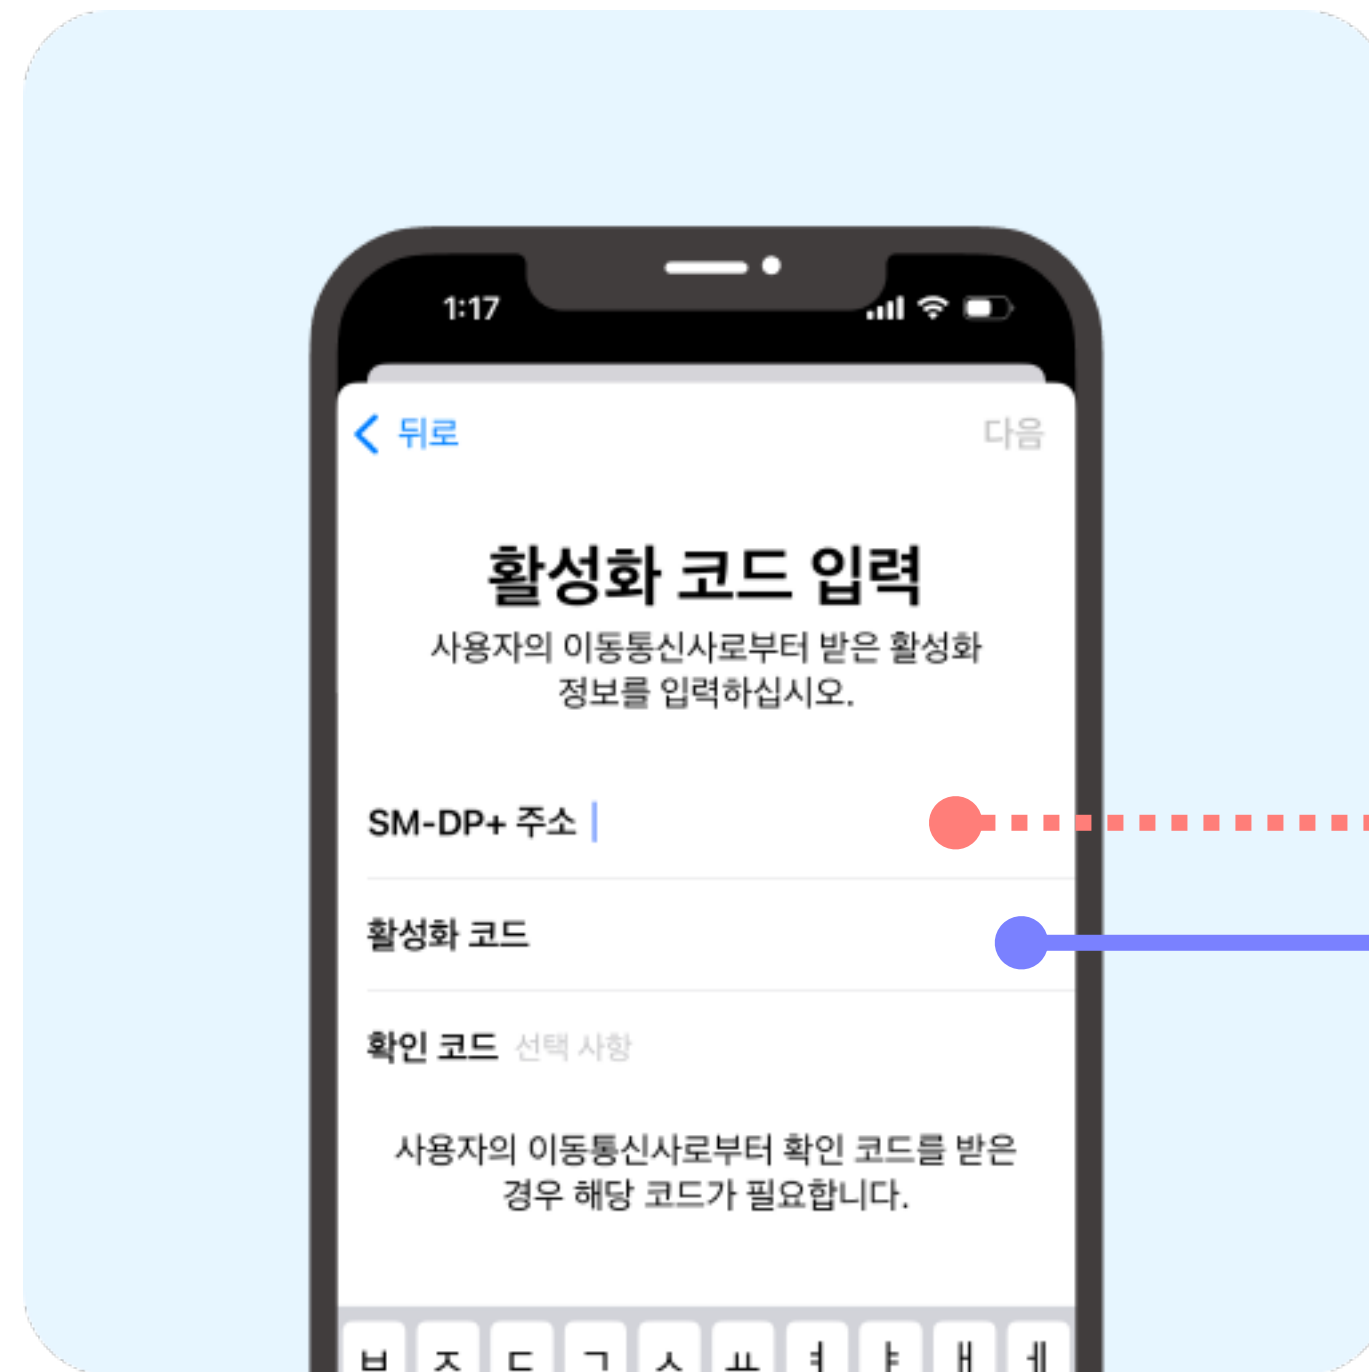 1:17
뒤로
다음
활성화 코드 입력
사용자의 이동통신사로부터 받은 활성화
정보를 입력하십시오.
SM-DP+ 주소
활성화 코드
확인 코드 선택 사항
사용자의 이동통신사로부터 확인 코드를 받은
경우 해당 코드가 필요합니다.
ㅂ ㅈ ㄷ ㄱ ㅅ ㅛ ㅕ ㅑ ㅐ ㅔ